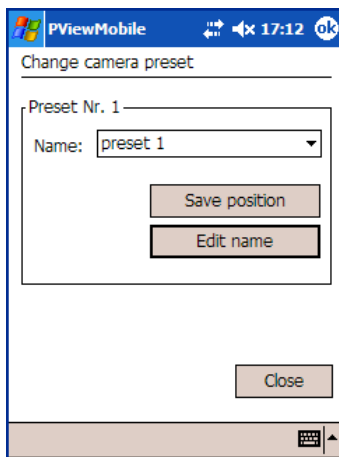 PViewMobile 17:12 ok
Change camera preset
Preset Nr. 1
Name: preset 1
Save position
Edit name
Close